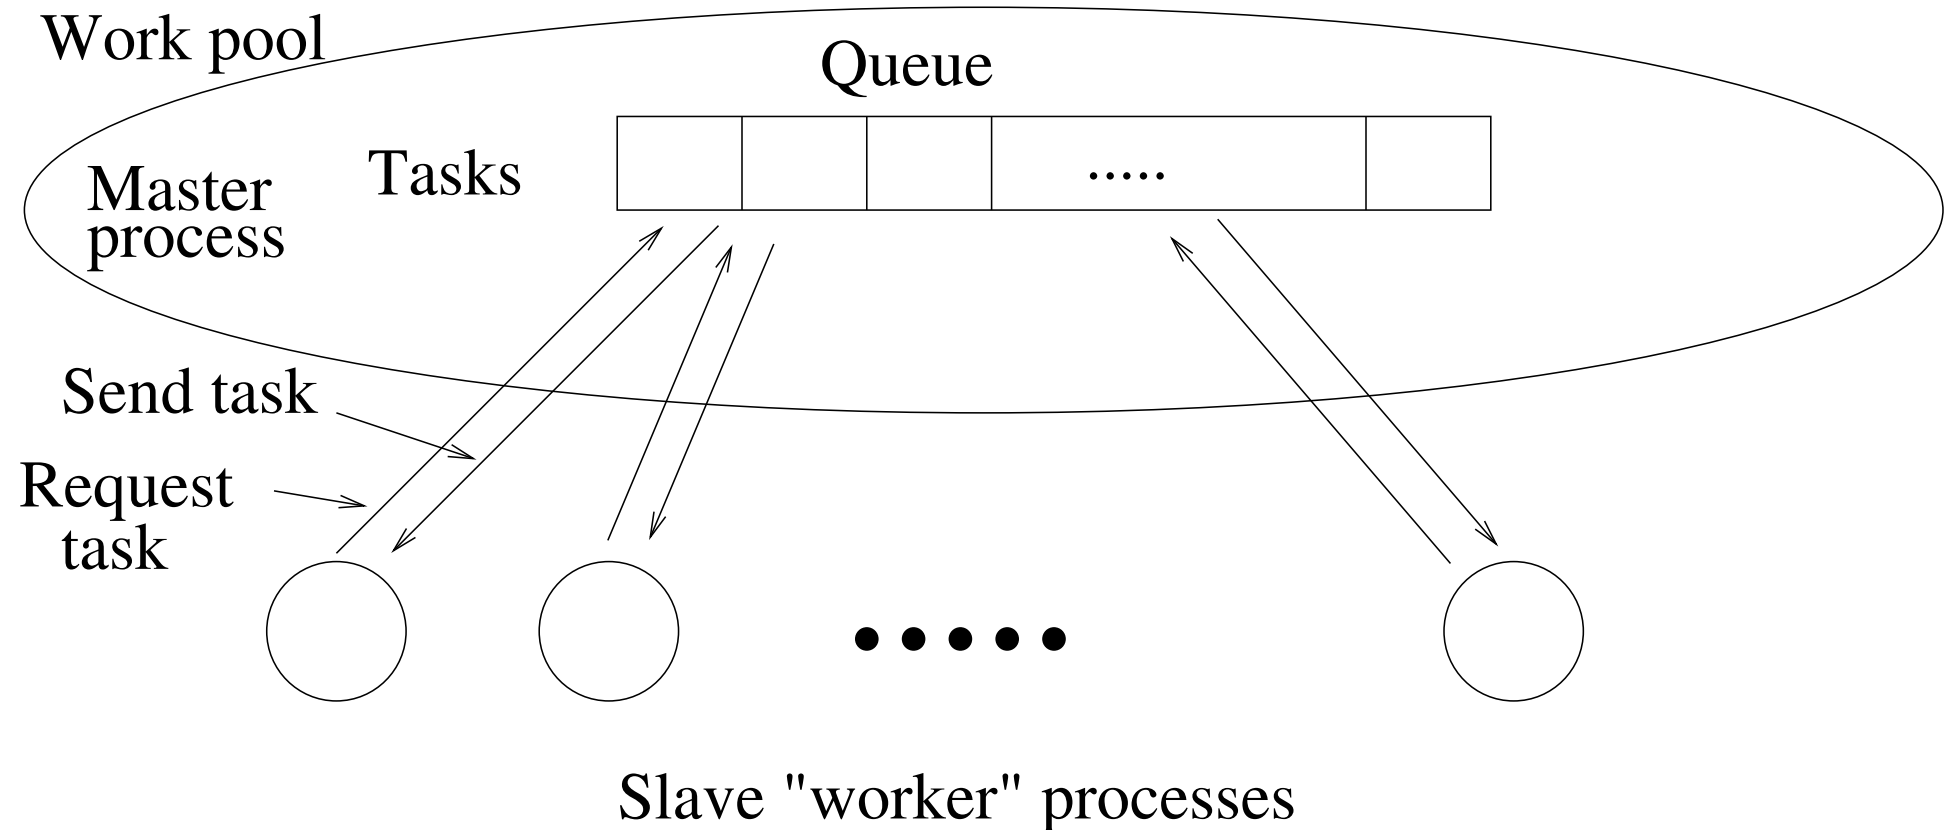 Work pool
Queue
Tasks
.....
Master
process
Send task
Request
task
Slave "worker" processes